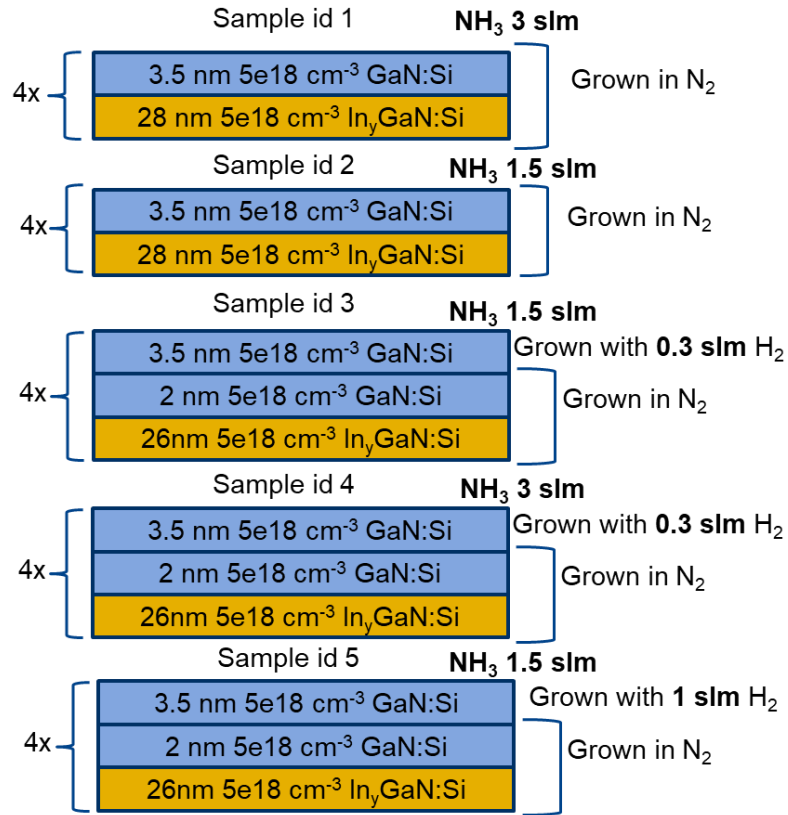 Sample id 1 NH₃ 3 slm
4x
3.5 nm 5e18 cm⁻³ GaN:Si
28 nm 5e18 cm⁻³ InᵧGaN:Si
Grown in N₂
Sample id 2 NH₃ 1.5 slm
4x
3.5 nm 5e18 cm⁻³ GaN:Si
28 nm 5e18 cm⁻³ InᵧGaN:Si
Grown in N₂
Sample id 3 NH₃ 1.5 slm
4x
3.5 nm 5e18 cm⁻³ GaN:Si
Grown with 0.3 slm H₂
2 nm 5e18 cm⁻³ GaN:Si
26nm 5e18 cm⁻³ InᵧGaN:Si
Grown in N₂
Sample id 4 NH₃ 3 slm
4x
3.5 nm 5e18 cm⁻³ GaN:Si
Grown with 0.3 slm H₂
2 nm 5e18 cm⁻³ GaN:Si
26nm 5e18 cm⁻³ InᵧGaN:Si
Grown in N₂
Sample id 5 NH₃ 1.5 slm
4x
3.5 nm 5e18 cm⁻³ GaN:Si
Grown with 1 slm H₂
2 nm 5e18 cm⁻³ GaN:Si
26nm 5e18 cm⁻³ InᵧGaN:Si
Grown in N₂